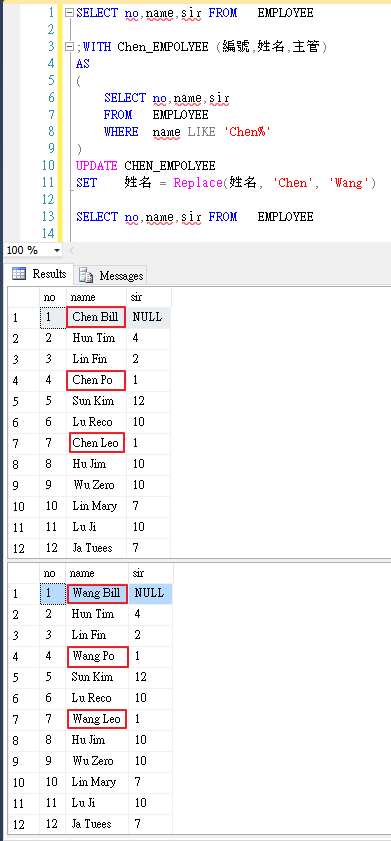 1 SELECT no,name,sir FROM EMPLOYEE
2
3 ;WITH Chen_EMPOLYEE (編號,姓名,主管)
4 AS
5 (
6 SELECT no,name,sir
7 FROM EMPLOYEE
8 WHERE name LIKE 'Chen%'
9 )
10 UPDATE CHEN_EMPOLYEE
11 SET 姓名 = Replace(姓名, 'Chen', 'Wang')
12
13 SELECT no,name,sir FROM EMPLOYEE
14
100 %
Results Messages
no name sir
1 1 Chen Bill NULL
2 2 Hun Tim 4
3 3 Lin Fin 2
4 4 Chen Po 1
5 5 Sun Kim 12
6 6 Lu Reco 10
7 7 Chen Leo 1
8 8 Hu Jim 10
9 9 Wu Zero 10
10 10 Lin Mary 7
11 11 Lu Ji 10
12 12 Ja Tuees 7
no name sir
1 1 Wang Bill NULL
2 2 Hun Tim 4
3 3 Lin Fin 2
4 4 Wang Po 1
5 5 Sun Kim 12
6 6 Lu Reco 10
7 7 Wang Leo 1
8 8 Hu Jim 10
9 9 Wu Zero 10
10 10 Lin Mary 7
11 11 Lu Ji 10
12 12 Ja Tuees 7